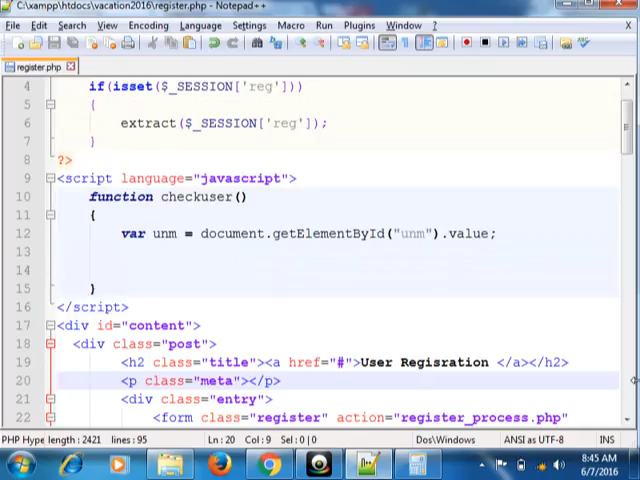 C:\xampp\htdocs\vacation2016\register.php - Notepad++
File Edit Search View Encoding Language Settings Macro Run Plugins Window ? X
register.php
4 if(isset($_SESSION['reg']))
5 {
6 extract($_SESSION['reg']);
7 }
8 ?>
9 <script language="javascript">
10 function checkuser()
11 {
12 var unm = document.getElementById("unm").value;
13
14
15 }
16 </script>
17 <div id="content">
18 <div class="post">
19 <h2 class="title"><a href="#">User Regisration </a></h2>
20 <p class="meta"></p>
21 <div class="entry">
22 <form class="register" action="register_process.php"
PHP Hype length : 2421 lines : 95 Ln : 20 Col : 9 Sel : 0 | 0 Dos\Windows ANSI as UTF-8 INS
8:45 AM
6/7/2016